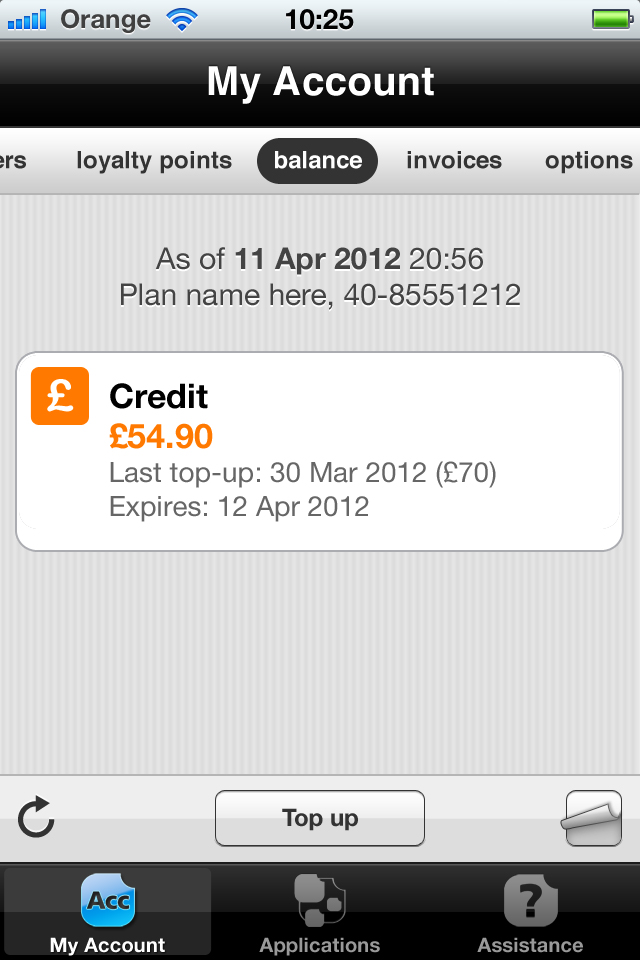 Orange 10:25
My Account
ers loyalty points balance invoices options
As of 11 Apr 2012 20:56
Plan name here, 40-85551212
£
Credit
£54.90
Last top-up: 30 Mar 2012 (£70)
Expires: 12 Apr 2012
Top up
Acc ?
My Account Applications Assistance